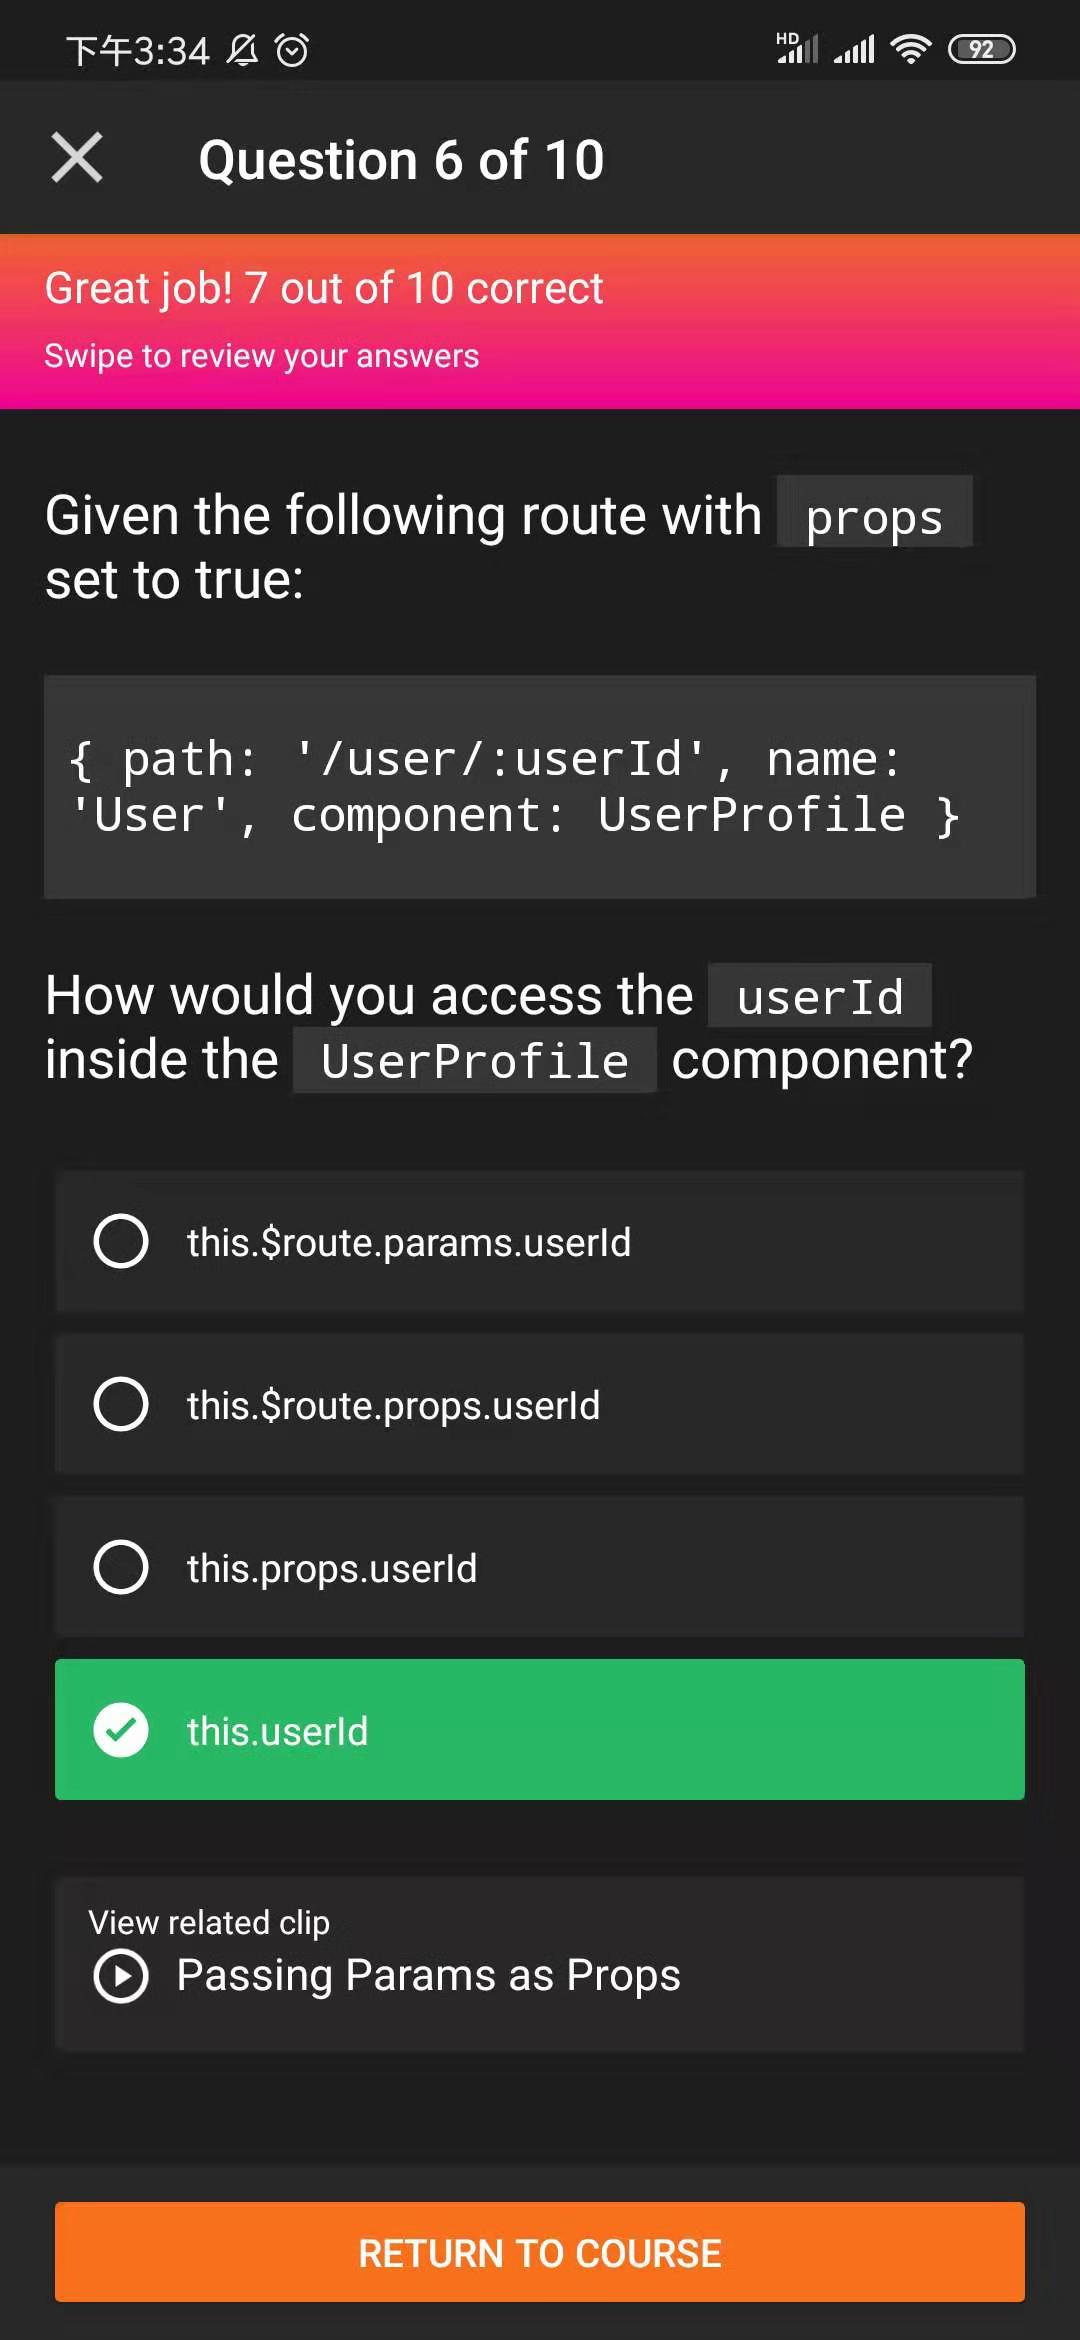 下午3:34 HD 92
Question 6 of 10
Great job! 7 out of 10 correct
Swipe to review your answers
Given the following route with props
set to true:
{ path: '/user/:userId', name:
'User', component: UserProfile }
How would you access the userId
inside the UserProfile component?
this.$route.params.userId
this.$route.props.userId
this.props.userId
this.userId
View related clip
Passing Params as Props
RETURN TO COURSE